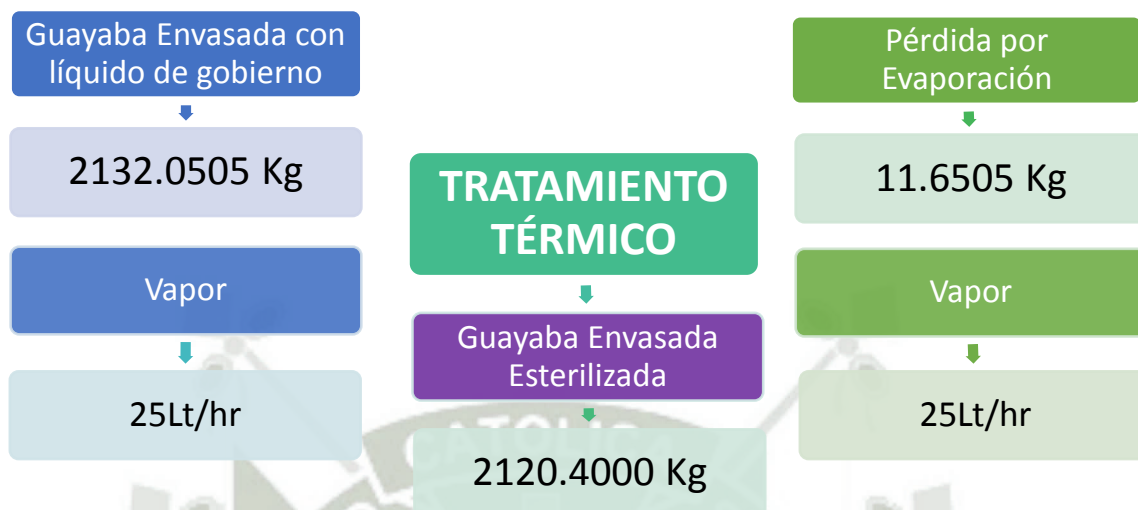 Guayaba Envasada con
líquido de gobierno
2132.0505 Kg
Vapor
25Lt/hr
TRATAMIENTO
TÉRMICO
Guayaba Envasada
Esterilizada
2120.4000 Kg
Pérdida por
Evaporación
11.6505 Kg
Vapor
25Lt/hr
CATOLICA